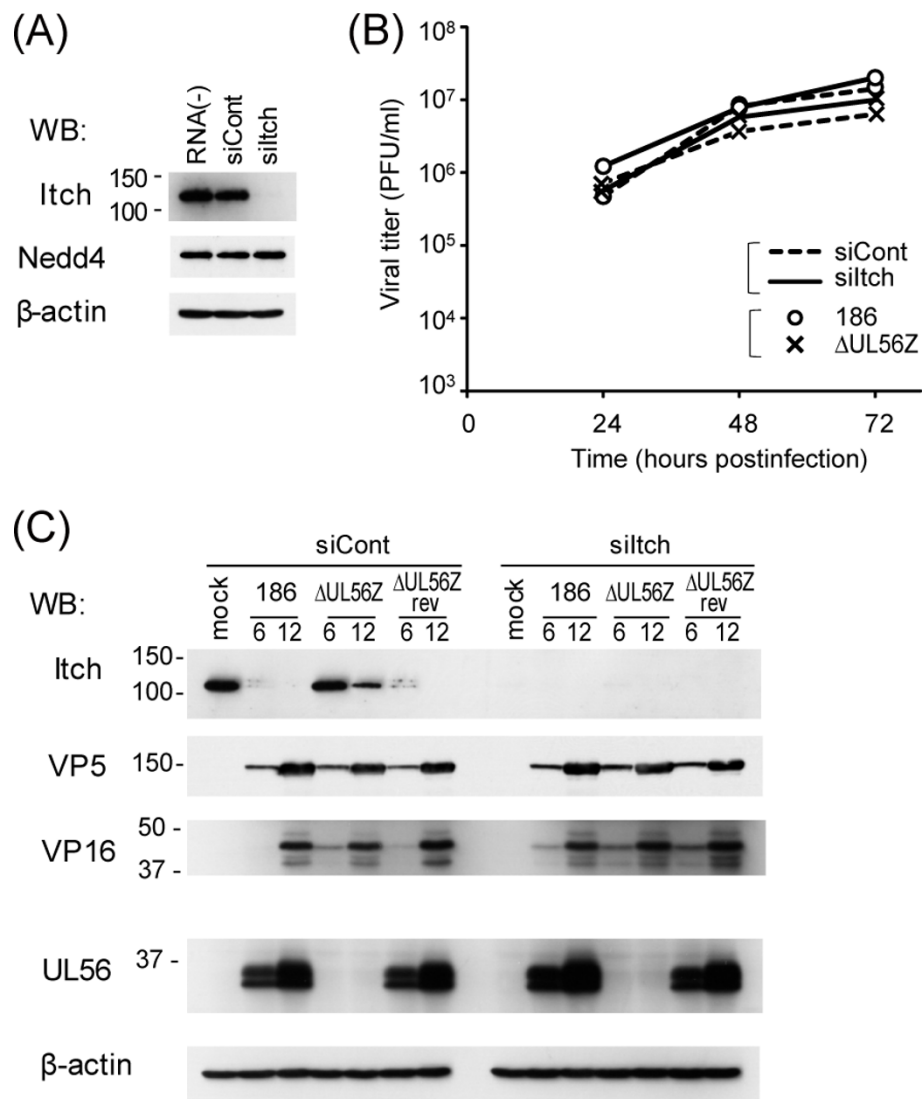 (A)
WB:
RNA(-)
siCont
siItch
Itch
150 -
100 -
Nedd4
β-actin
(B)
Viral titer (PFU/ml)
10⁸
10⁷
10⁶
10⁵
10⁴
10³
0 24 48 72
Time (hours postinfection)
siCont
siItch
186
ΔUL56Z
(C)
siCont siItch
WB:
mock 186 ΔUL56Z ΔUL56Z rev mock 186 ΔUL56Z ΔUL56Z rev
6 12 6 12 6 12 6 12 6 12 6 12
Itch
150-
100-
VP5 150-
VP16
50 -
37 -
UL56 37 -
β-actin